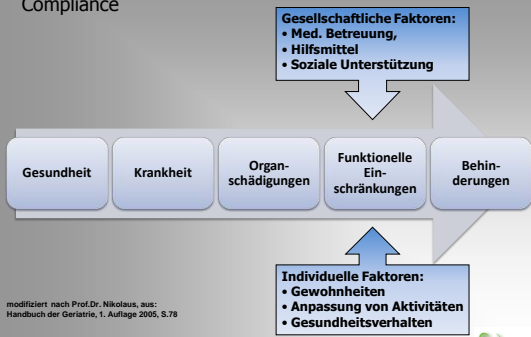 Compliance
Gesellschaftliche Faktoren:
• Med. Betreuung,
• Hilfsmittel
• Soziale Unterstützung
Gesundheit
Krankheit
Organ-
schädigungen
Funktionelle
Ein-
schränkungen
Behin-
derungen
Individuelle Faktoren:
• Gewohnheiten
• Anpassung von Aktivitäten
• Gesundheitsverhalten
modifiziert nach Prof.Dr. Nikolaus, aus:
Handbuch der Geriatrie, 1. Auflage 2005, S.78